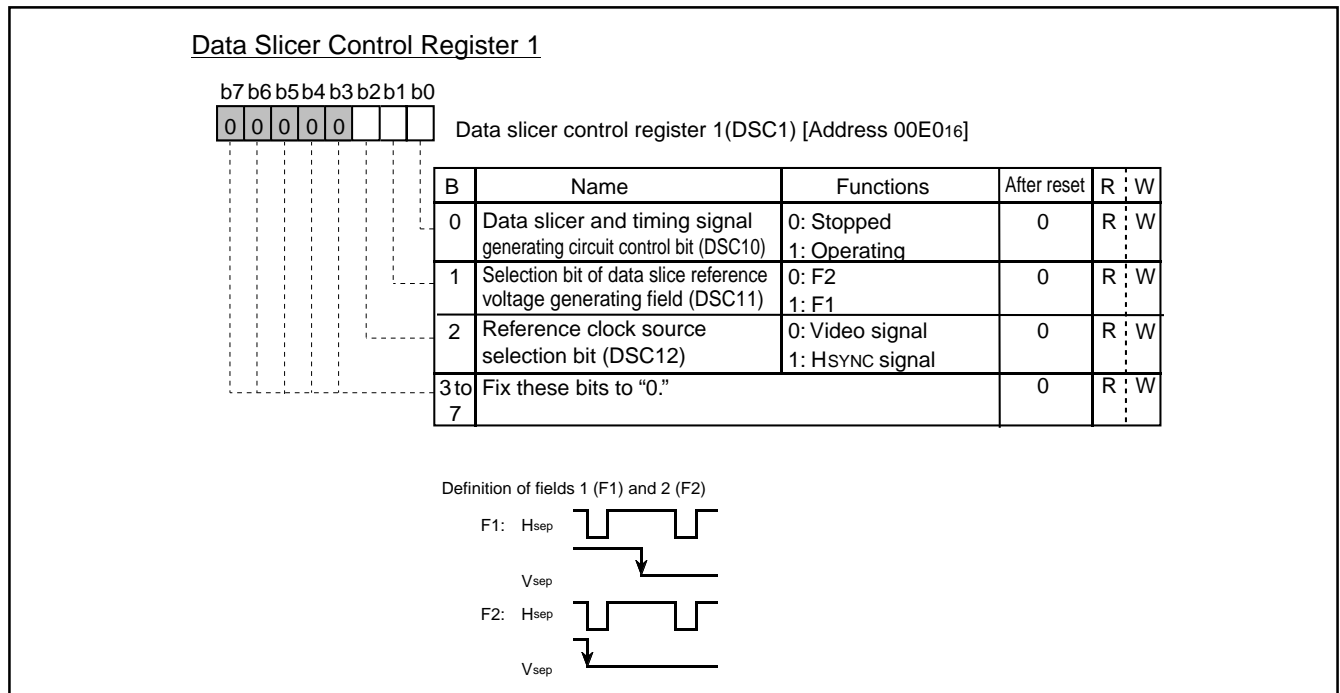 Data Slicer Control Register 1
b7 b6 b5 b4 b3 b2 b1 b0
0 0 0 0 0
Data slicer control register 1(DSC1) [Address 00E016]
B Name Functions After reset R W
0 Data slicer and timing signal 0: Stopped 0 R W
generating circuit control bit (DSC10) 1: Operating
1 Selection bit of data slice reference 0: F2 0 R W
voltage generating field (DSC11) 1: F1
2 Reference clock source 0: Video signal 0 R W
selection bit (DSC12) 1: HSYNC signal
3 to Fix these bits to “0.” 0 R W
7
Definition of fields 1 (F1) and 2 (F2)
F1: Hsep
Vsep
F2: Hsep
Vsep